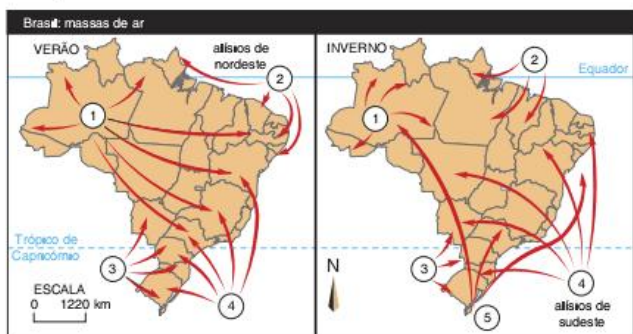 Brasil: massas de ar
VERÃO
alísios de
nordeste
2
1
Trópico de
Capricórnio
3
4
ESCALA
0 1220 km
INVERNO
2
Equador
1
3
4
N
5
alísios de
sudeste